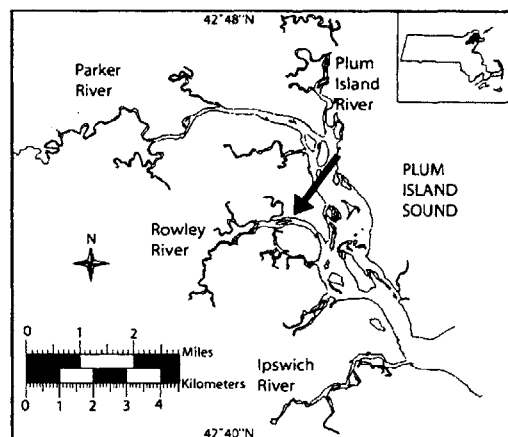 42°48"N
Parker
River
Plum
Island
River
PLUM
ISLAND
SOUND
Rowley
River
N
0 1 2
Miles
Kilometers
0 1 2 3 4
Ipswich
River
42°40"N